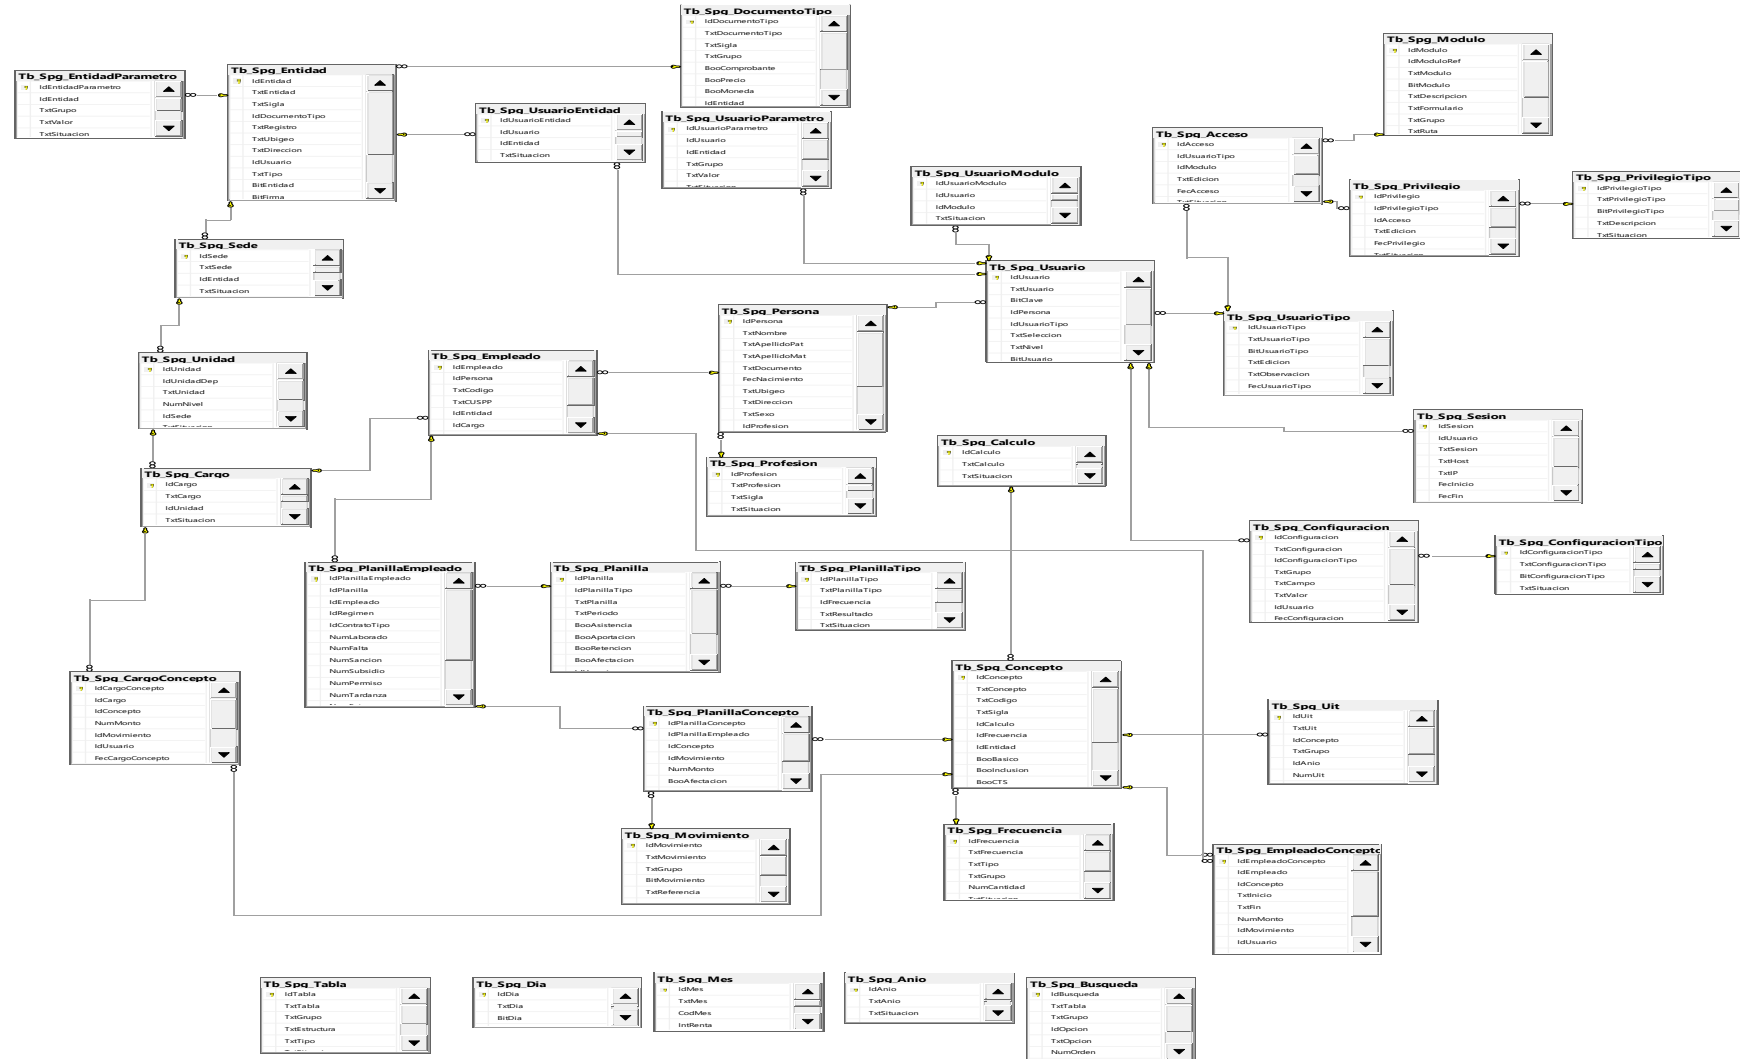 Tb_Spg_DocumentoTipo
IdDocumentoTipo
TxtDocumentoTipo
TxtSigla
TxtGrupo
BooComprobante
BooPrecio
BooMoneda
IdEntidad
Tb_Spg_EntidadParametro
IdEntidadParametro
IdEntidad
TxtGrupo
TxtValor
TxtSituacion
Tb_Spg_Entidad
IdEntidad
TxtEntidad
TxtSigla
IdDocumentoTipo
TxtRegistro
TxtUbigeo
TxtDireccion
IdUsuario
TxtTipo
BitEntidad
BitFirma
Tb_Spg_UsuarioEntidad
IdUsuarioEntidad
IdUsuario
IdEntidad
TxtSituacion
Tb_Spg_UsuarioParametro
IdUsuarioParametro
IdUsuario
IdEntidad
TxtGrupo
TxtValor
TxtSituacion
Tb_Spg_Modulo
IdModulo
IdModuloRef
TxtModulo
BitModulo
TxtDescripcion
TxtFormulario
TxtGrupo
TxtRuta
Tb_Spg_Acceso
IdAcceso
IdUsuarioTipo
IdModulo
TxtEdicion
FecAcceso
TxtSituacion
Tb_Spg_Privilegio
IdPrivilegio
IdPrivilegioTipo
IdAcceso
TxtEdicion
FecPrivilegio
TxtSituacion
Tb_Spg_PrivilegioTipo
IdPrivilegioTipo
TxtPrivilegioTipo
BitPrivilegioTipo
TxtDescripcion
TxtSituacion
Tb_Spg_UsuarioModulo
IdUsuarioModulo
IdUsuario
IdModulo
TxtSituacion
Tb_Spg_Sede
IdSede
TxtSede
IdEntidad
TxtSituacion
Tb_Spg_Usuario
IdUsuario
TxtUsuario
BitClave
IdPersona
IdUsuarioTipo
TxtSeleccion
TxtNivel
BitUsuario
Tb_Spg_Persona
IdPersona
TxtNombre
TxtApellidoPat
TxtApellidoMat
TxtDocumento
FecNacimiento
TxtUbigeo
TxtDireccion
TxtSexo
IdProfesion
Tb_Spg_UsuarioTipo
IdUsuarioTipo
TxtUsuarioTipo
BitUsuarioTipo
TxtEdicion
TxtObservacion
FecUsuarioTipo
Tb_Spg_Unidad
IdUnidad
IdUnidadDep
TxtUnidad
NumNivel
IdSede
TxtSituacion
Tb_Spg_Empleado
IdEmpleado
IdPersona
TxtCodigo
TxtCUSPP
IdEntidad
IdCargo
Tb_Spg_Sesion
IdSesion
IdUsuario
TxtSesion
TxtHost
TxtIP
FecInicio
FecFin
Tb_Spg_Calculo
IdCalculo
TxtCalculo
TxtSituacion
Tb_Spg_Profesion
IdProfesion
TxtProfesion
TxtSigla
TxtSituacion
Tb_Spg_Cargo
IdCargo
TxtCargo
IdUnidad
TxtSituacion
Tb_Spg_Configuracion
IdConfiguracion
TxtConfiguracion
IdConfiguracionTipo
TxtGrupo
TxtCampo
TxtValor
IdUsuario
FecConfiguracion
Tb_Spg_ConfiguracionTipo
IdConfiguracionTipo
TxtConfiguracionTipo
BitConfiguracionTipo
TxtSituacion
Tb_Spg_PlanillaEmpleado
IdPlanillaEmpleado
IdPlanilla
IdEmpleado
IdRegimen
IdContratoTipo
NumLaborado
NumFalta
NumSancion
NumSubsidio
NumPermiso
NumTardanza
Tb_Spg_Planilla
IdPlanilla
IdPlanillaTipo
TxtPlanilla
TxtPeriodo
BooAsistencia
BooAportacion
BooRetencion
BooAfectacion
Tb_Spg_PlanillaTipo
IdPlanillaTipo
TxtPlanillaTipo
IdFrecuencia
TxtResultado
TxtSituacion
Tb_Spg_CargoConcepto
IdCargoConcepto
IdCargo
IdConcepto
NumMonto
IdMovimiento
IdUsuario
FecCargoConcepto
Tb_Spg_PlanillaConcepto
IdPlanillaConcepto
IdPlanillaEmpleado
IdConcepto
IdMovimiento
NumMonto
BooAfectacion
Tb_Spg_Concepto
IdConcepto
TxtConcepto
TxtCodigo
TxtSigla
IdCalculo
IdFrecuencia
IdEntidad
BooBasico
BooInclusion
BooCTS
Tb_Spg_Uit
IdUit
TxtUit
IdConcepto
TxtGrupo
IdAnio
NumUit
Tb_Spg_Movimiento
IdMovimiento
TxtMovimiento
TxtGrupo
BitMovimiento
TxtReferencia
Tb_Spg_Frecuencia
IdFrecuencia
TxtFrecuencia
TxtTipo
TxtGrupo
NumCantidad
TxtSituacion
Tb_Spg_EmpleadoConcepto
IdEmpleadoConcepto
IdEmpleado
IdConcepto
TxtInicio
TxtFin
NumMonto
IdMovimiento
IdUsuario
Tb_Spg_Tabla
IdTabla
TxtTabla
TxtGrupo
TxtEstructura
TxtTipo
Tb_Spg_Dia
IdDia
TxtDia
BitDia
Tb_Spg_Mes
IdMes
TxtMes
CodMes
IntRenta
Tb_Spg_Anio
IdAnio
TxtAnio
TxtSituacion
Tb_Spg_Busqueda
IdBusqueda
TxtTabla
TxtGrupo
IdOpcion
TxtOpcion
NumOrden